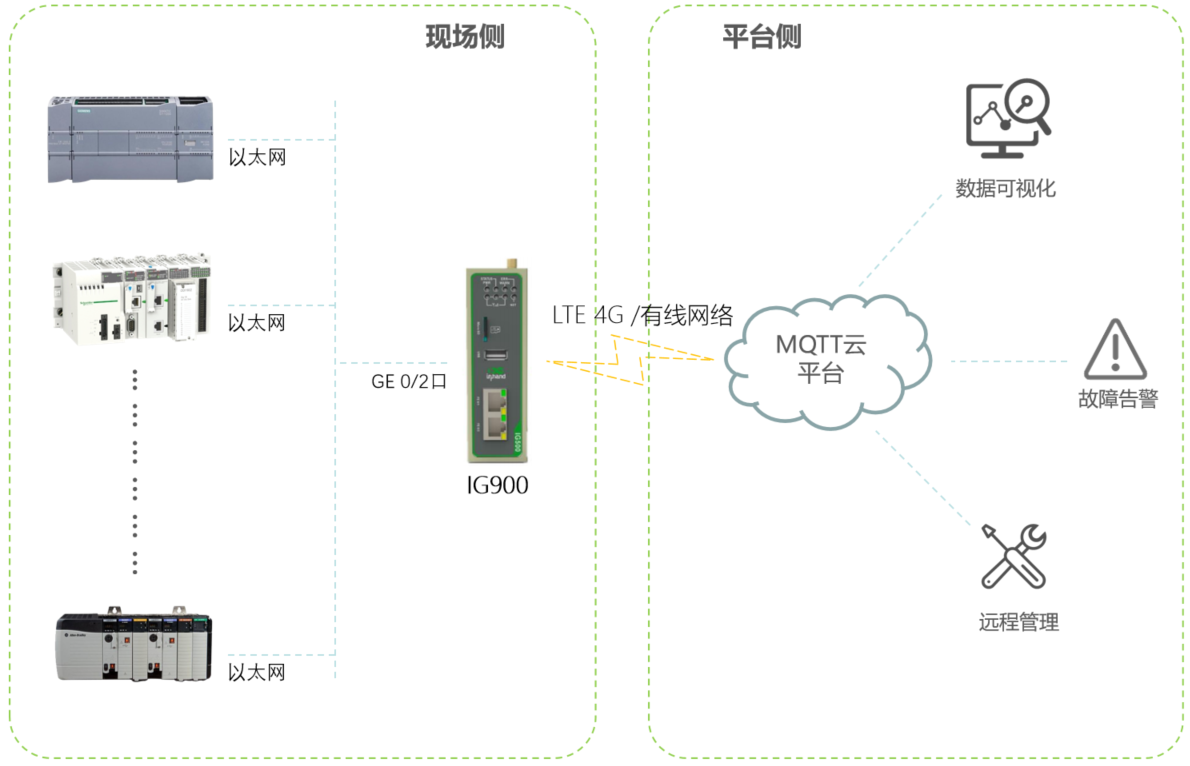 现场侧
平台侧
以太网
数据可视化
以太网
LTE 4G /有线网络
MQTT云
平台
GE 0/2口
故障告警
IG900
以太网
远程管理